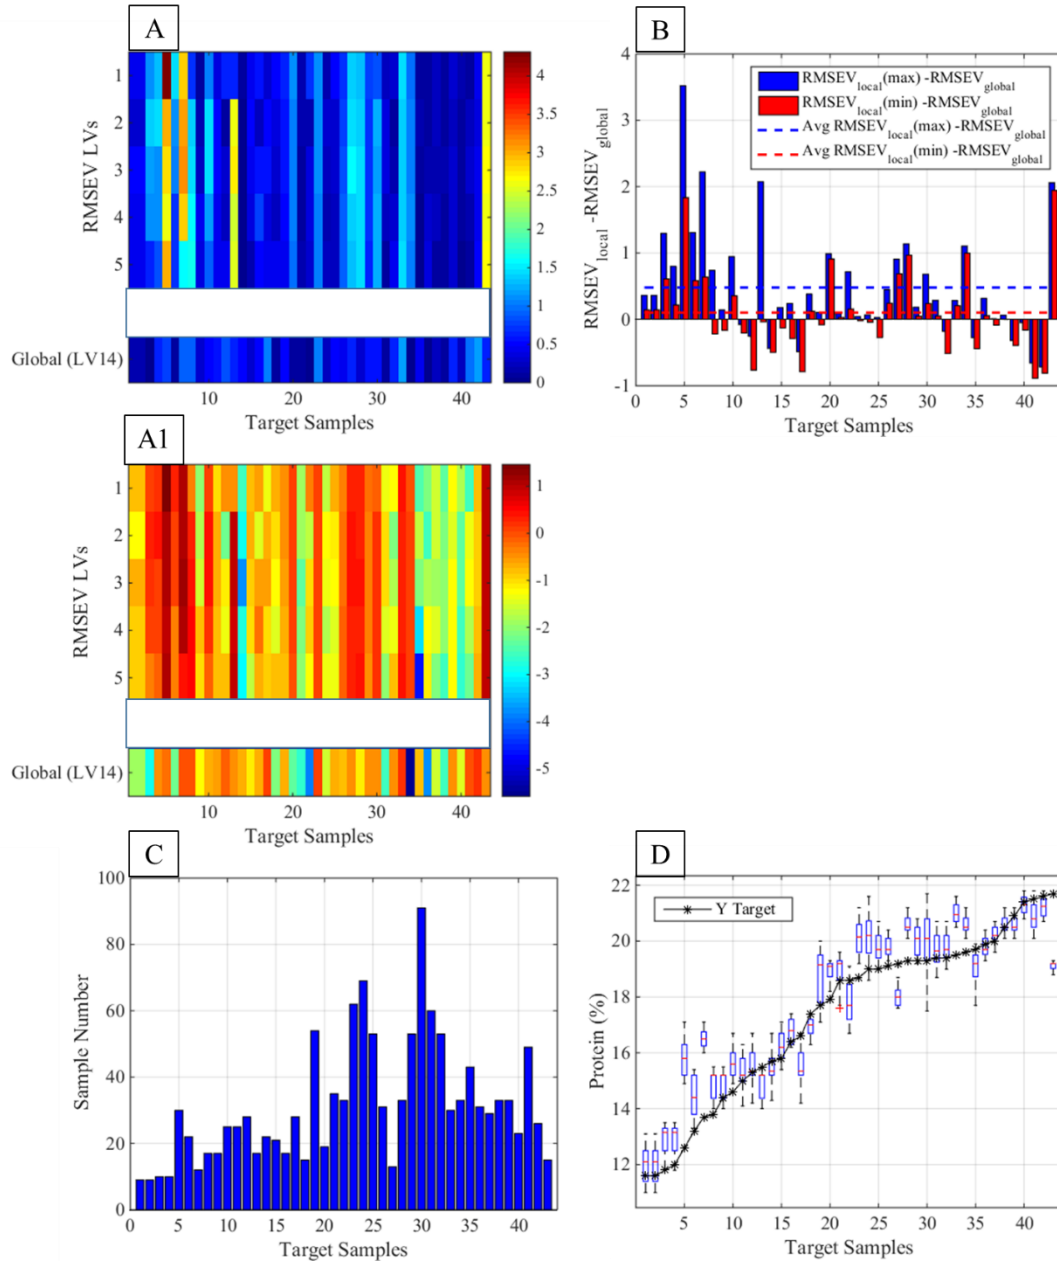 A
RMSEV LVs
1
2
3
4
5
Global (LV14)
10
20
30
40
Target Samples
4
3.5
3
2.5
2
1.5
1
0.5
0
B
RMSEV_local -RMSEV_global
4
3
2
1
0
-1
RMSEV_local(max) -RMSEV_global
RMSEV_local(min) -RMSEV_global
Avg RMSEV_local(max) -RMSEV_global
Avg RMSEV_local(min) -RMSEV_global
0 5 10 15 20 25 30 35 40
Target Samples
A1
RMSEV LVs
1
2
3
4
5
Global (LV14)
10
20
30
40
Target Samples
1
0
-1
-2
-3
-4
-5
C
Sample Number
100
80
60
40
20
0
0 5 10 15 20 25 30 35 40
Target Samples
D
Protein (%)
22
20
18
16
14
12
Y Target
5 10 15 20 25 30 35 40
Target Samples